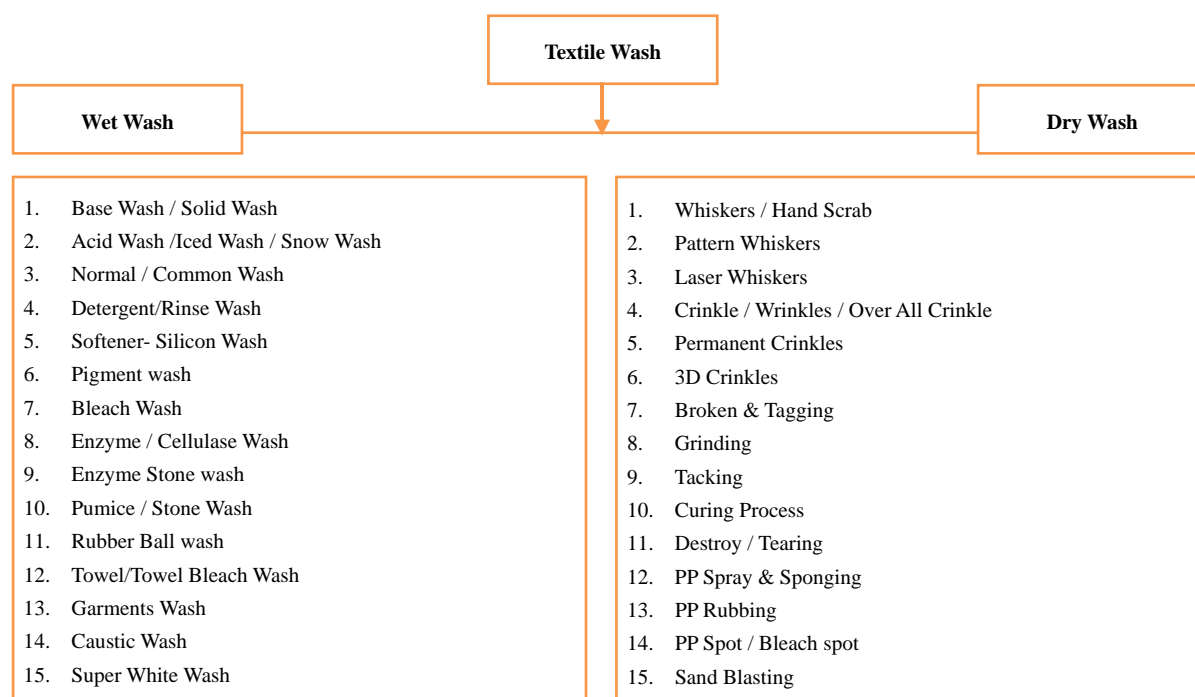 Textile Wash
Wet Wash
Dry Wash
1. Base Wash / Solid Wash
2. Acid Wash /Iced Wash / Snow Wash
3. Normal / Common Wash
4. Detergent/Rinse Wash
5. Softener- Silicon Wash
6. Pigment wash
7. Bleach Wash
8. Enzyme / Cellulase Wash
9. Enzyme Stone wash
10. Pumice / Stone Wash
11. Rubber Ball wash
12. Towel/Towel Bleach Wash
13. Garments Wash
14. Caustic Wash
15. Super White Wash
1. Whiskers / Hand Scrab
2. Pattern Whiskers
3. Laser Whiskers
4. Crinkle / Wrinkles / Over All Crinkle
5. Permanent Crinkles
6. 3D Crinkles
7. Broken & Tagging
8. Grinding
9. Tacking
10. Curing Process
11. Destroy / Tearing
12. PP Spray & Sponging
13. PP Rubbing
14. PP Spot / Bleach spot
15. Sand Blasting